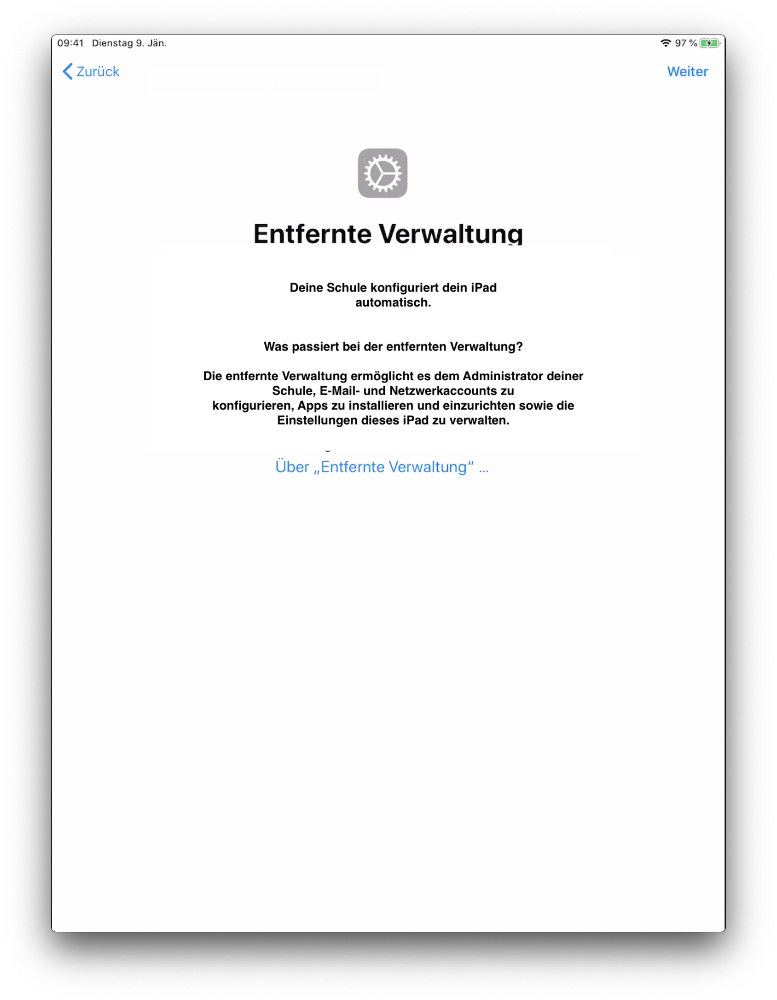 09:41 Dienstag 9. Jän.
97 %
Zurück
Weiter
Entfernte Verwaltung
Deine Schule konfiguriert dein iPad
automatisch.
Was passiert bei der entfernten Verwaltung?
Die entfernte Verwaltung ermöglicht es dem Administrator deiner
Schule, E-Mail- und Netzwerkaccounts zu
konfigurieren, Apps zu installieren und einzurichten sowie die
Einstellungen dieses iPad zu verwalten.
Über „Entfernte Verwaltung“ ...